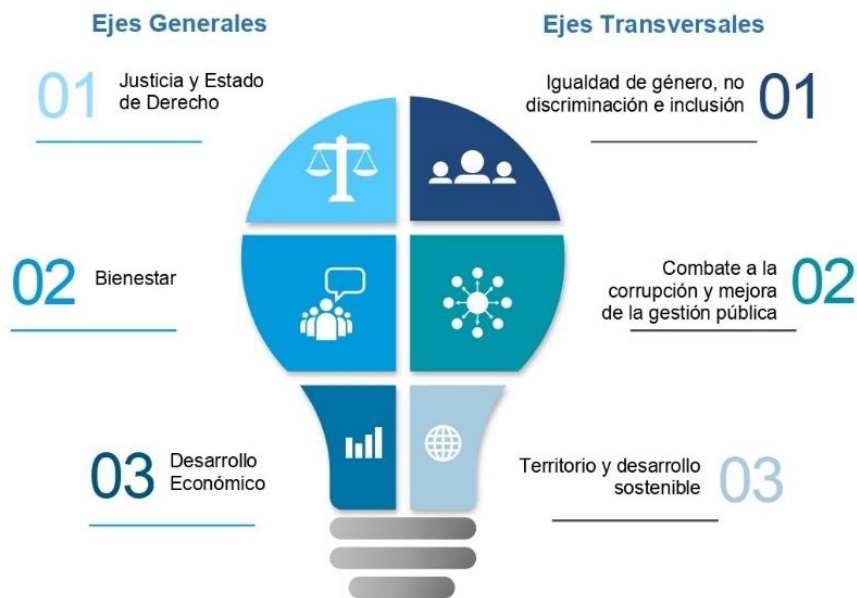 Ejes Generales
01
Justicia y Estado
de Derecho
02
Bienestar
03
Desarrollo
Económico
Ejes Transversales
Igualdad de género, no
discriminación e inclusión
01
Combate a la
corrupción y mejora
de la gestión pública
02
Territorio y desarrollo
sostenible
03